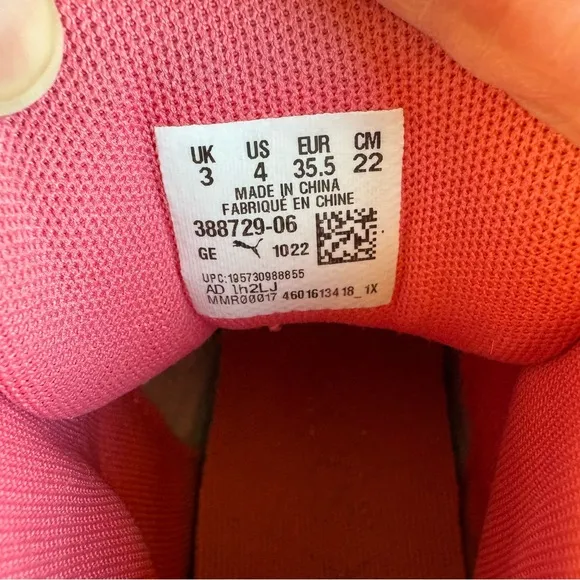 UK US EUR CM
3 4 35.5 22
MADE IN CHINA
FABRIQUÉ EN CHINE
388729-06
GE 1022
UPC:195730988855
AD 1h2LJ
MMR00017 4601613418_1X